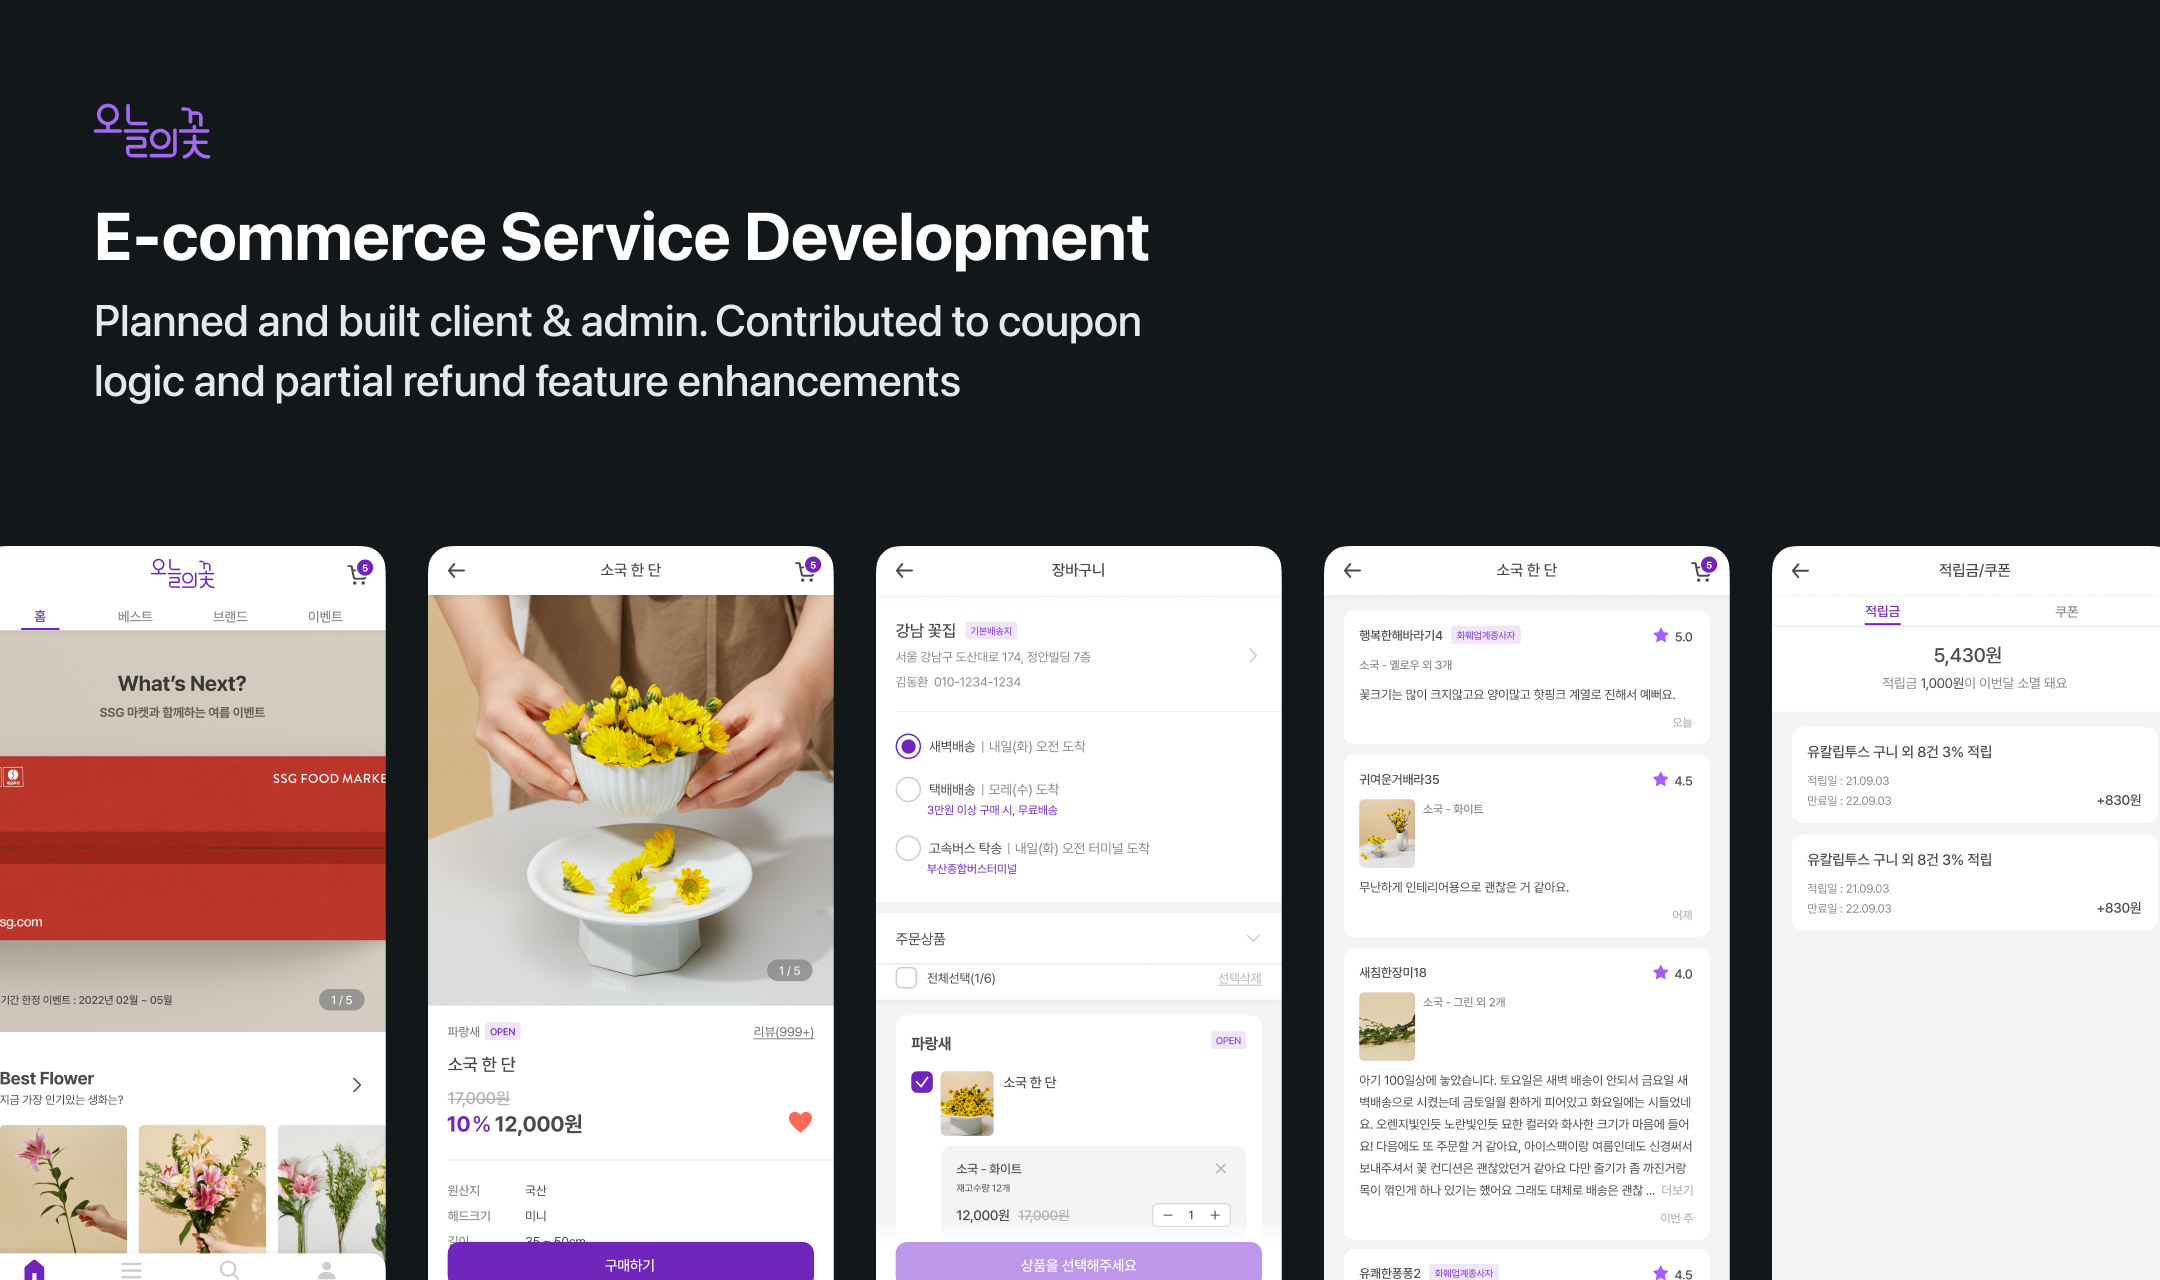 오늘의꽃
E-commerce Service Development
Planned and built client & admin. Contributed to coupon
logic and partial refund feature enhancements
오늘의꽃
5
홈
베스트
브랜드
이벤트
What's Next?
SSG 마켓과 함께하는 여름 이벤트
SSG FOOD MARKE
sg.com
기간 한정 이벤트 : 2022년 02월 ~ 05월
1 / 5
Best Flower
지금 가장 인기있는 생화는?
소국 한 단
5
1 / 5
파랑새 OPEN
리뷰(999+)
소국 한 단
17,000원
10% 12,000원
원산지 국산
헤드크기 미니
길이 35 ~ 50cm
구매하기
장바구니
강남 꽃집 기본배송지
서울 강남구 도산대로 174, 정안빌딩 7층
김동환 010-1234-1234
새벽배송 | 내일(화) 오전 도착
택배배송 | 모레(수) 도착
3만원 이상 구매 시, 무료배송
고속버스 탁송 | 내일(화) 오전 터미널 도착
부산종합버스터미널
주문상품
전체선택(1/6)
선택삭제
파랑새
OPEN
소국 한 단
소국 - 화이트
재고수량 12개
12,000원 17,000원
1
상품을 선택해주세요
소국 한 단
5
행복한해바라기4 화훼업계종사자
5.0
소국 - 옐로우 외 3개
꽃크기는 많이 크지않고요 양이많고 핫핑크 계열로 진해서 예뻐요.
오늘
귀여운거배라35
4.5
소국 - 화이트
무난하게 인테리어용으로 괜찮은 거 같아요.
어제
새침한장미18
4.0
소국 - 그린 외 2개
아기 100일상에 놓았습니다. 토요일은 새벽 배송이 안되서 금요일 새
벽배송으로 시켰는데 금토일월 환하게 피어있고 화요일에는 시들었네
요. 오렌지빛인듯 노란빛인듯 묘한 컬러와 화사한 크기가 마음에 들어
요! 다음에도 또 주문할 거 같아요, 아이스팩이랑 여름인데도 신경써서
보내주셔서 꽃 컨디션은 괜찮았던거 같아요 다만 줄기가 좀 까진거랑
목이 꺾인게 하나 있기는 했어요 그래도 대체로 배송은 괜찮 ... 더보기
이번 주
유쾌한퐁퐁2 화훼업계종사자
4.5
적립금/쿠폰
적립금
쿠폰
5,430원
적립금 1,000원이 이번달 소멸 돼요
유칼립투스 구니 외 8건 3% 적립
적립일 : 21.09.03
만료일 : 22.09.03
+830원
유칼립투스 구니 외 8건 3% 적립
적립일 : 21.09.03
만료일 : 22.09.03
+830원